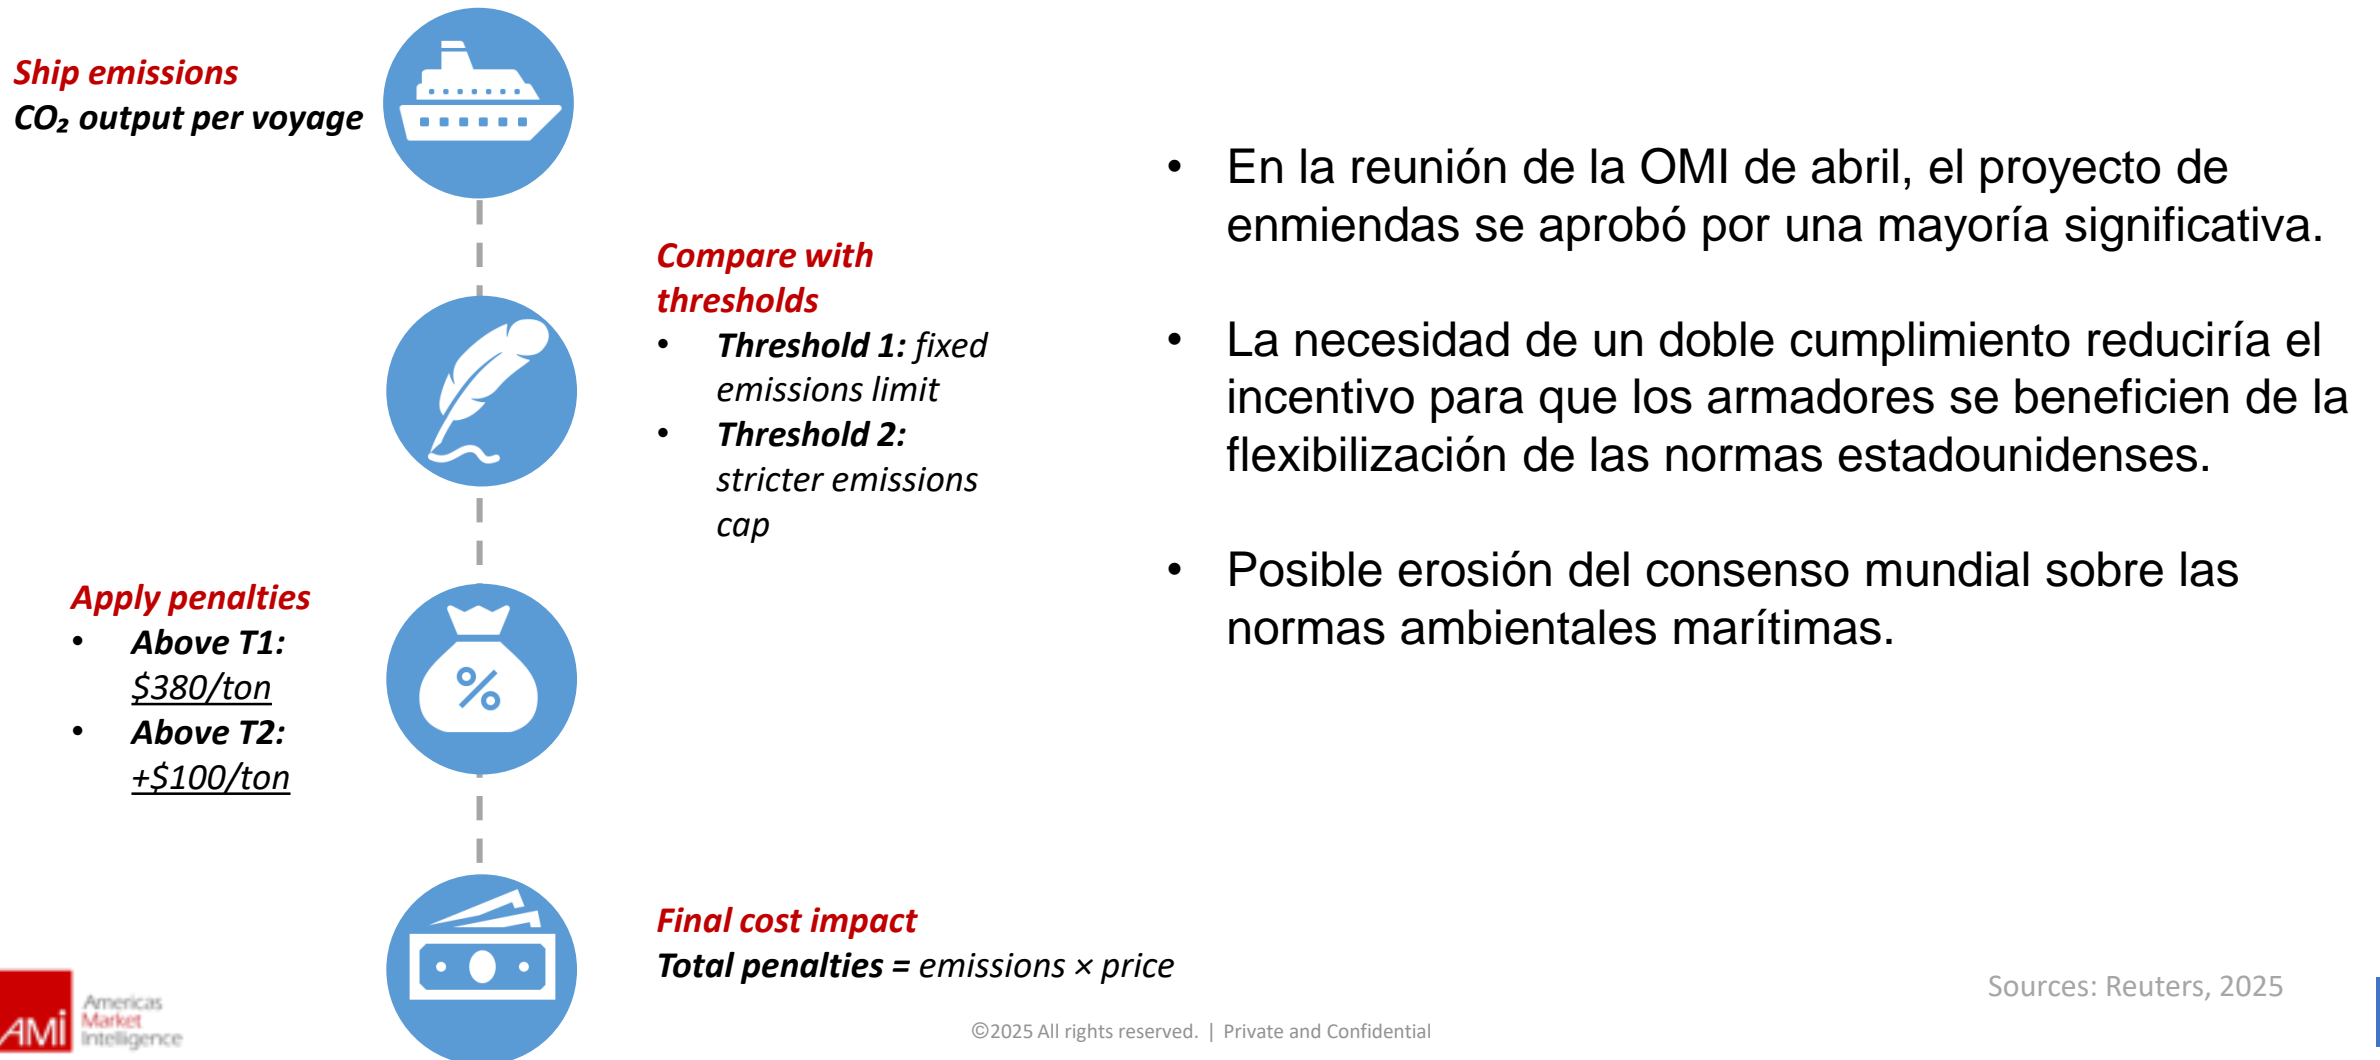 Ship emissions
CO₂ output per voyage
Compare with
thresholds
• Threshold 1: fixed
emissions limit
• Threshold 2:
stricter emissions
cap
Apply penalties
• Above T1:
$380/ton
• Above T2:
+$100/ton
%
Final cost impact
Total penalties = emissions × price
• En la reunión de la OMI de abril, el proyecto de
enmiendas se aprobó por una mayoría significativa.
• La necesidad de un doble cumplimiento reduciría el
incentivo para que los armadores se beneficien de la
flexibilización de las normas estadounidenses.
• Posible erosión del consenso mundial sobre las
normas ambientales marítimas.
Sources: Reuters, 2025
AMI
Americas
Market
Intelligence
©2025 All rights reserved. | Private and Confidential